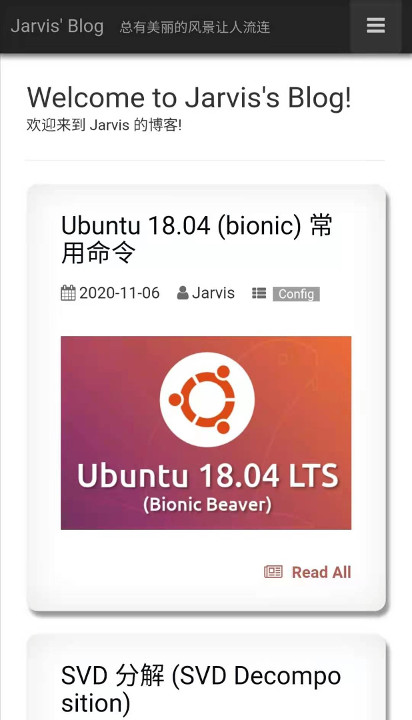 Jarvis' Blog 总有美丽的风景让人流连
Welcome to Jarvis's Blog!
欢迎来到 Jarvis 的博客!
Ubuntu 18.04 (bionic) 常
用命令
2020-11-06 Jarvis Config
Ubuntu 18.04 LTS
(Bionic Beaver)
Read All
SVD 分解 (SVD Decompo
sition)